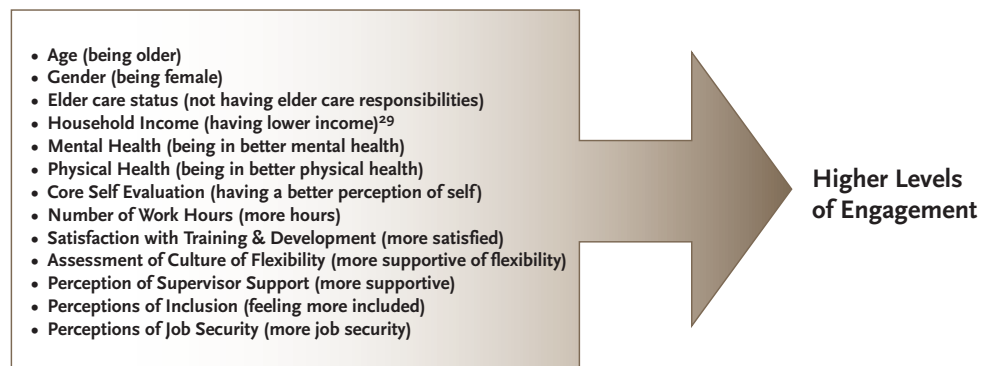 • Age (being older)
• Gender (being female)
• Elder care status (not having elder care responsibilities)
• Household Income (having lower income)²⁹
• Mental Health (being in better mental health)
• Physical Health (being in better physical health)
• Core Self Evaluation (having a better perception of self)
• Number of Work Hours (more hours)
• Satisfaction with Training & Development (more satisfied)
• Assessment of Culture of Flexibility (more supportive of flexibility)
• Perception of Supervisor Support (more supportive)
• Perceptions of Inclusion (feeling more included)
• Perceptions of Job Security (more job security)
Higher Levels
of Engagement